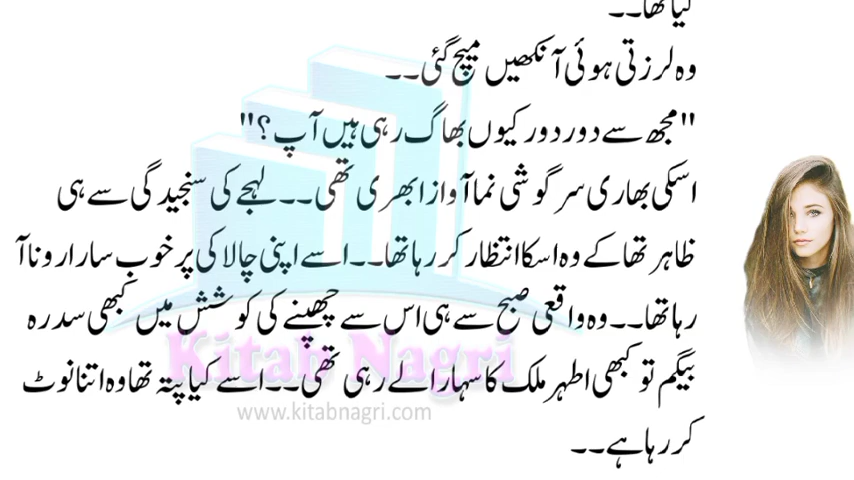 گیا تھا۔۔
وہ لرزتی ہوئی آنکھیں میچ گئی۔۔
"مجھ سے دور دور کیوں بھاگ رہی ہیں آپ؟"
اسکی بھاری سرگوشی نما آواز ابھری تھی۔۔۔ لہجے کی سنجیدگی سے ہی
ظاہر تھا کے وہ اسکا انتظار کر رہا تھا۔۔۔ اسے اپنی چالاکی پر خوب سارا رونا آ
رہا تھا۔۔۔ وہ واقعی صبح سے ہی اس سے چھپنے کی کوشش میں کبھی سدرہ
بیگم تو کبھی اطہر ملک کا سہارا لے رہی تھی۔۔۔ اسے کیا پتہ تھا وہ اتنا نوٹ
کر رہا ہے۔۔
Kitab Nagri
www.kitabnagri.com